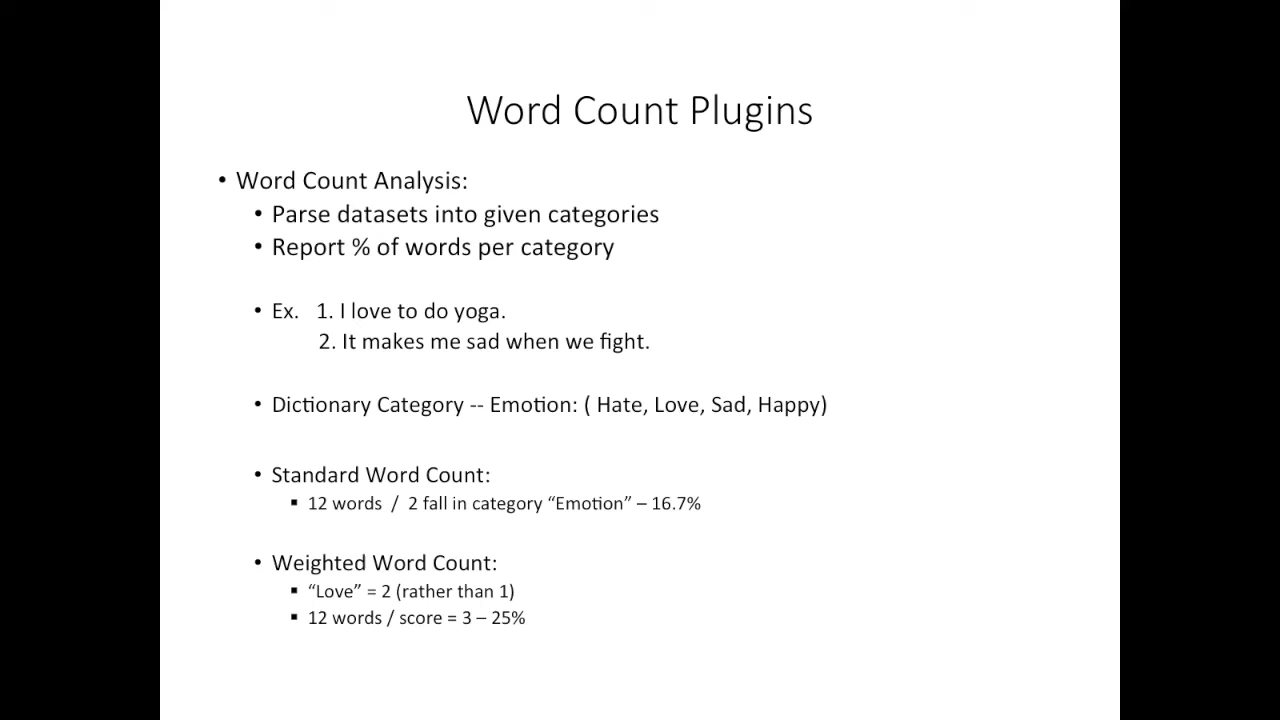 Word Count Plugins
• Word Count Analysis:
• Parse datasets into given categories
• Report % of words per category
• Ex. 1. I love to do yoga.
2. It makes me sad when we fight.
• Dictionary Category -- Emotion: ( Hate, Love, Sad, Happy)
• Standard Word Count:
▪ 12 words / 2 fall in category “Emotion” – 16.7%
• Weighted Word Count:
▪ “Love” = 2 (rather than 1)
▪ 12 words / score = 3 – 25%